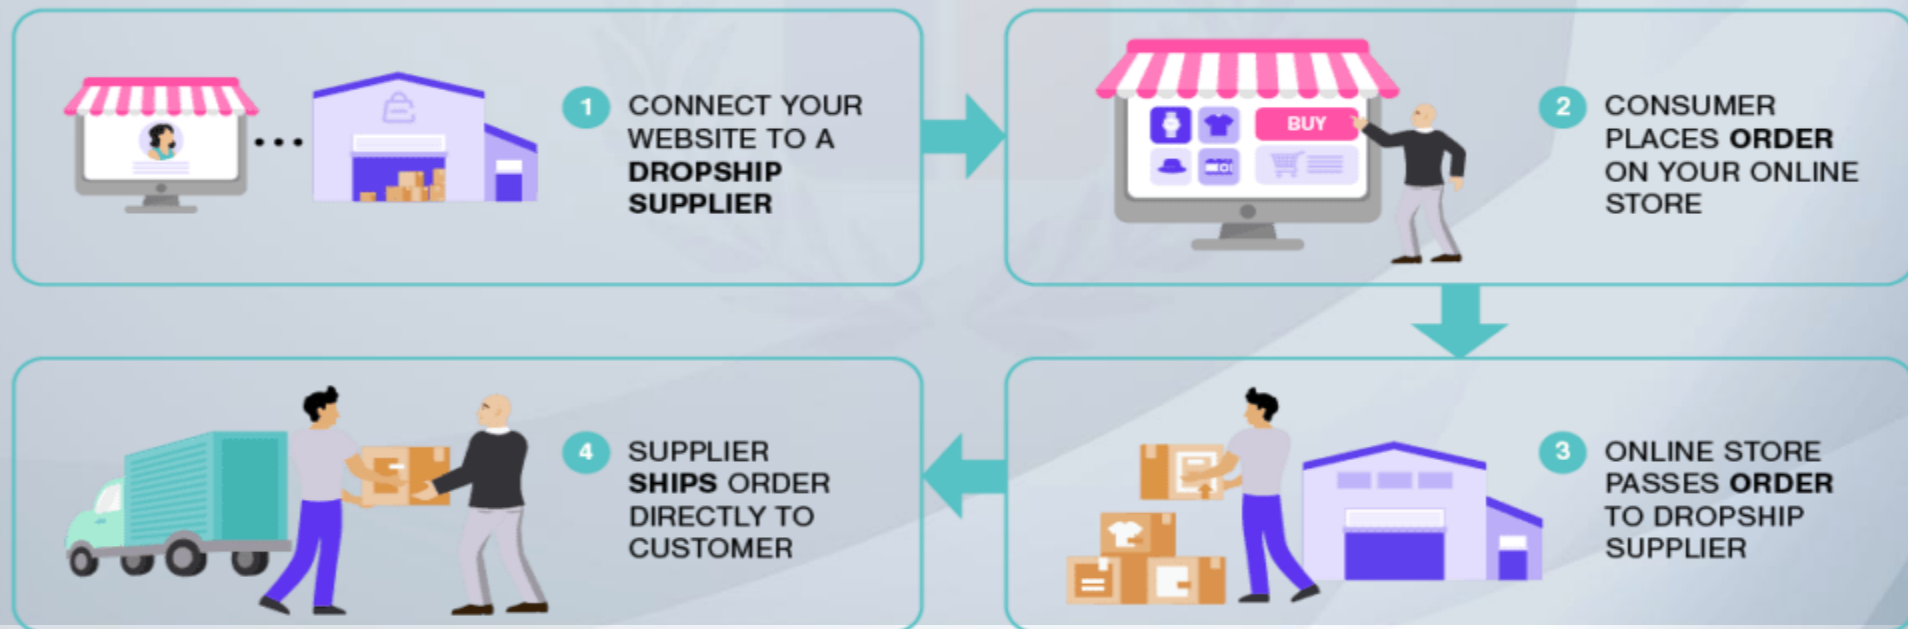 1
CONNECT YOUR
WEBSITE TO A
DROPSHIP
SUPPLIER
BUY
2
CONSUMER
PLACES ORDER
ON YOUR ONLINE
STORE
3
ONLINE STORE
PASSES ORDER
TO DROPSHIP
SUPPLIER
4
SUPPLIER
SHIPS ORDER
DIRECTLY TO
CUSTOMER